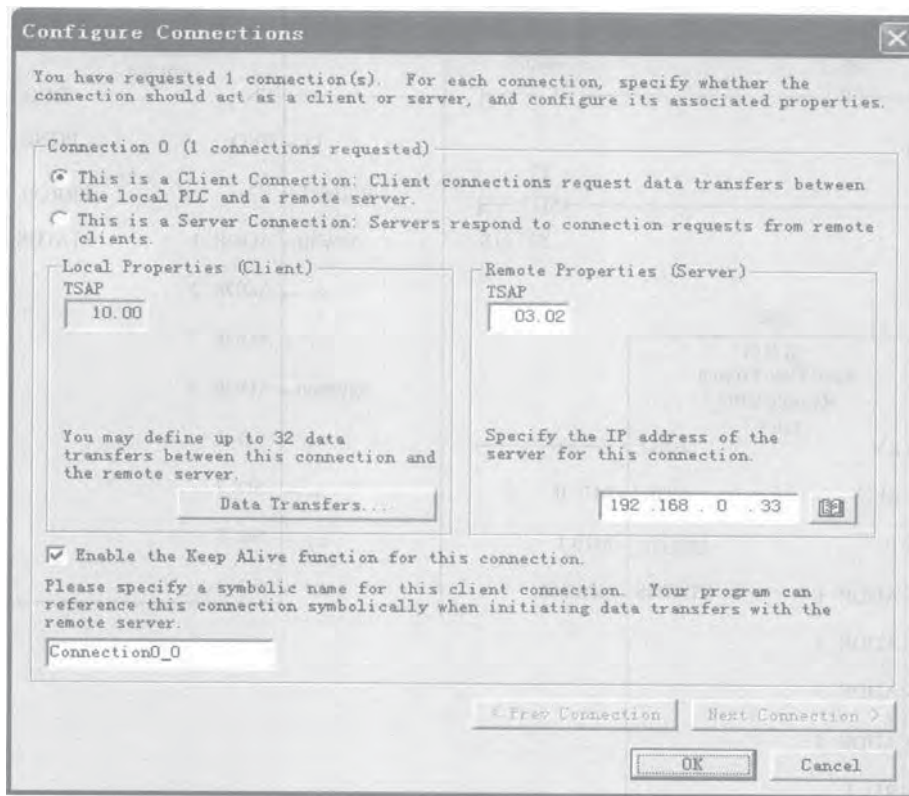 Configure Connections
You have requested 1 connection(s). For each connection, specify whether the
connection should act as a client or server, and configure its associated properties.
Connection 0 (1 connections requested)
This is a Client Connection: Client connections request data transfers between
the local PLC and a remote server.
This is a Server Connection: Servers respond to connection requests from remote
clients.
Local Properties (Client)
TSAP
10.00
You may define up to 32 data
transfers between this connection and
the remote server.
Data Transfers....
Remote Properties (Server)
TSAP
03.02
Specify the IP address of the
server for this connection.
192 .168 . 0 . 33
Enable the Keep Alive function for this connection.
Please specify a symbolic name for this client connection. Your program can
reference this connection symbolically when initiating data transfers with the
remote server.
Connection0_0
< Prev Connection
Next Connection >
OK
Cancel